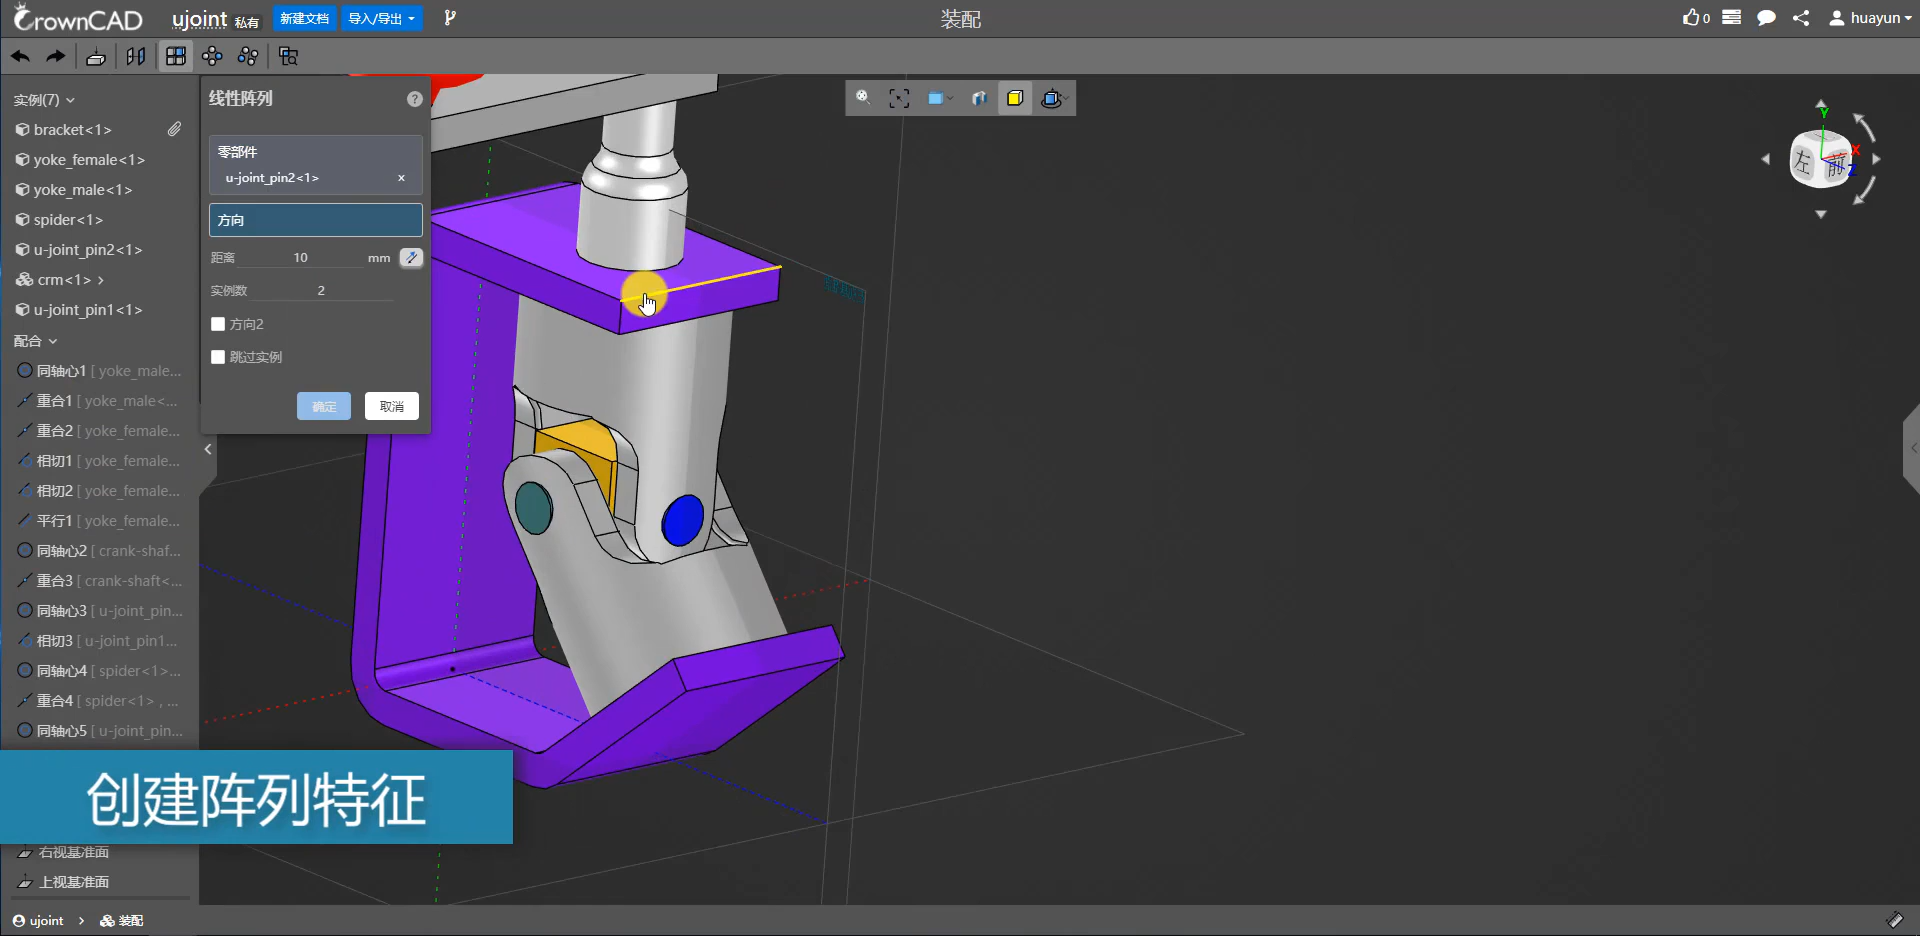 CrownCAD
ujoint 私有
新建文档
导入/导出
装配
0
huayun
实例(7)
bracket<1>
yoke_female<1>
yoke_male<1>
spider<1>
u-joint_pin2<1>
crm<1>
u-joint_pin1<1>
配合
同轴心1 [ yoke_male...
重合1 [ yoke_male<...
重合2 [ yoke_female...
相切1 [ yoke_female...
相切2 [ yoke_female...
平行1 [ yoke_female...
同轴心2 [ crank-shaf...
重合3 [ crank-shaft<...
同轴心3 [ u-joint_pin...
相切3 [ u-joint_pin1...
同轴心4 [ spider<1>...
重合4 [ spider<1> , ...
同轴心5 [ u-joint_pin...
右视基准面
上视基准面
线性阵列
?
零部件
u-joint_pin2<1>
x
方向
距离 10 mm
实例数 2
方向2
跳过实例
确定
取消
Y
X
Z
左
前
创建阵列特征
ujoint
装配